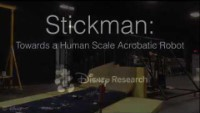 Stickman:
Towards a Human Scale Acrobatic Robot
Disney Research